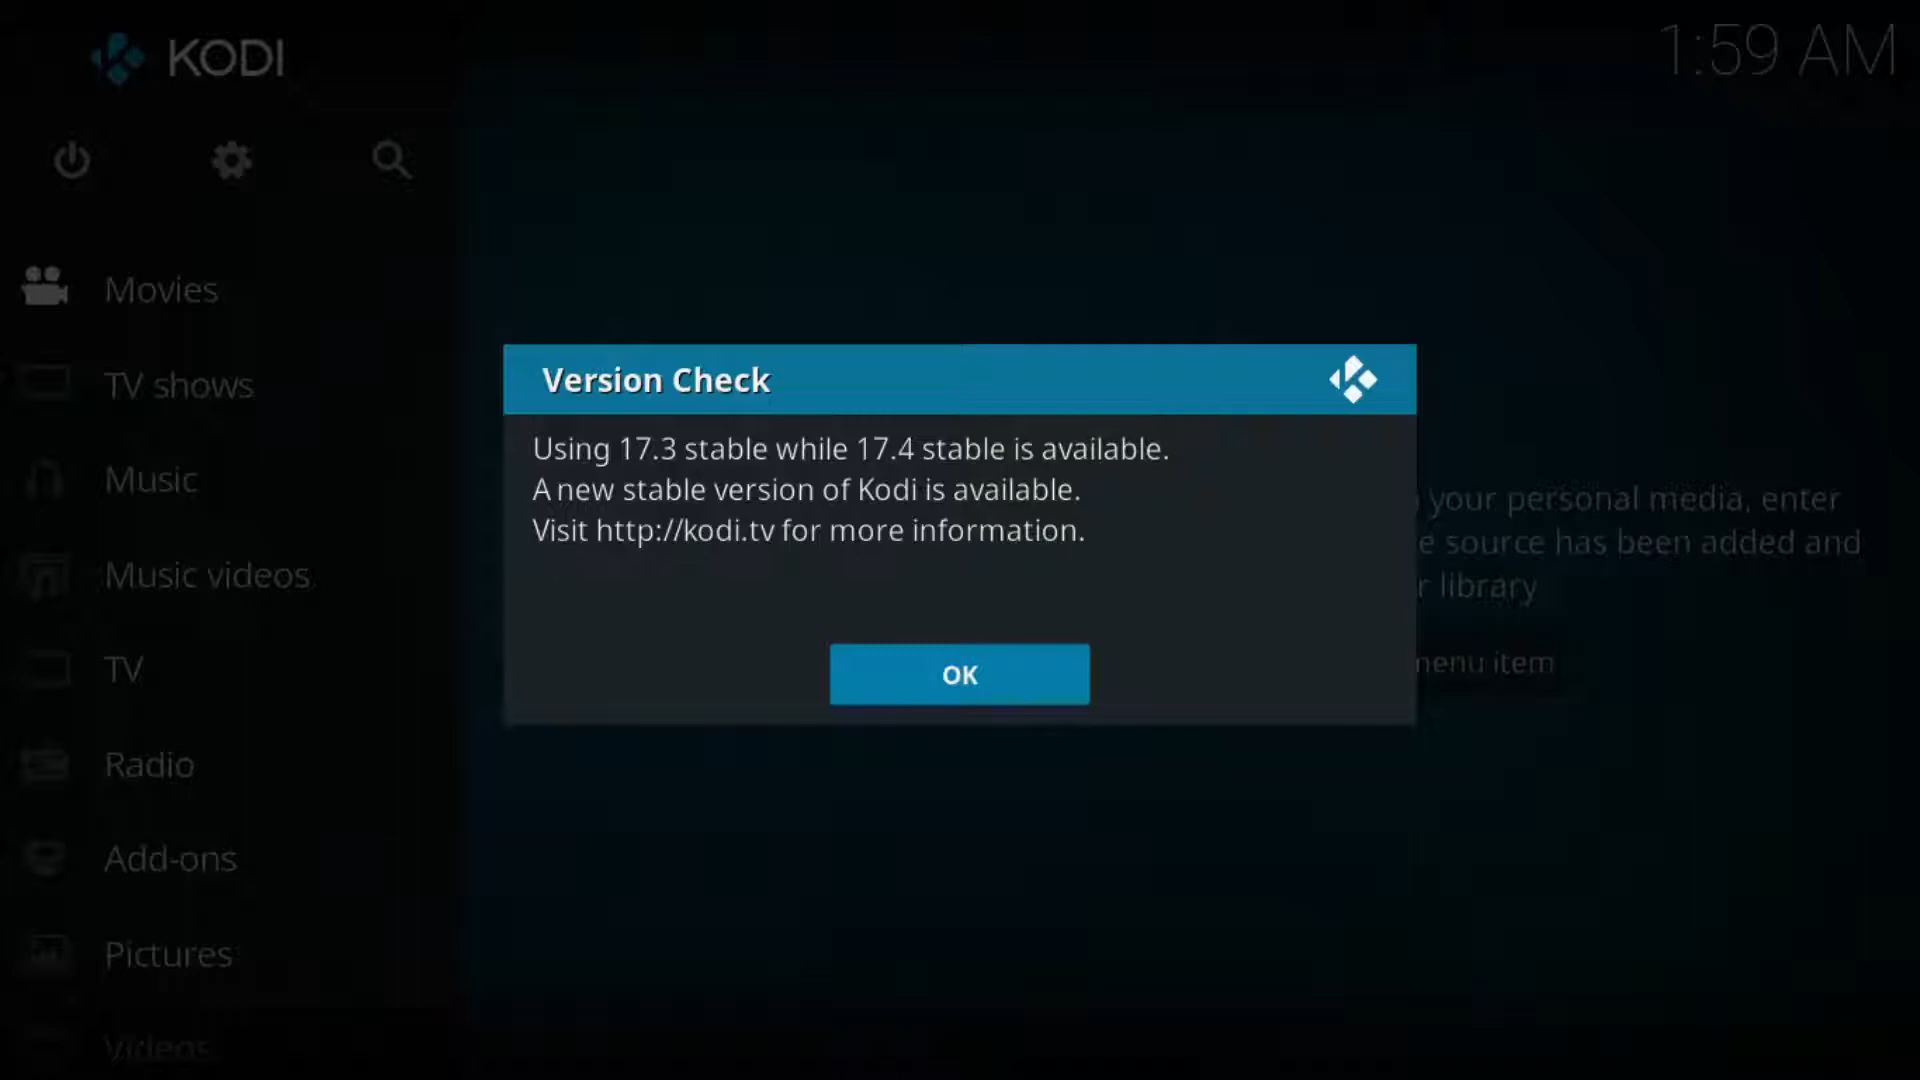 KODI
1:59 AM
Movies
TV shows
Music
Music videos
TV
Radio
Add-ons
Pictures
Videos
Version Check
Using 17.3 stable while 17.4 stable is available.
A new stable version of Kodi is available.
Visit http://kodi.tv for more information.
OK
your personal media, enter
source has been added and
library
menu item